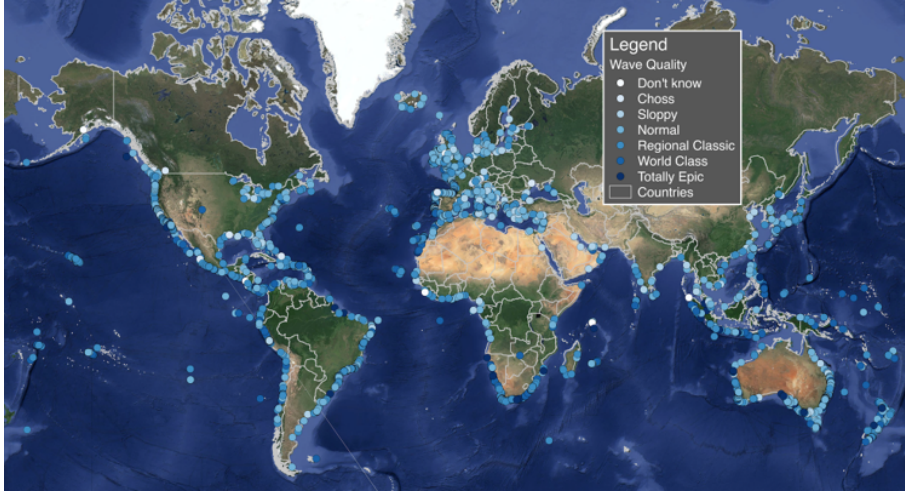 Legend
Wave Quality
Don't know
Choss
Sloppy
Normal
Regional Classic
World Class
Totally Epic
Countries